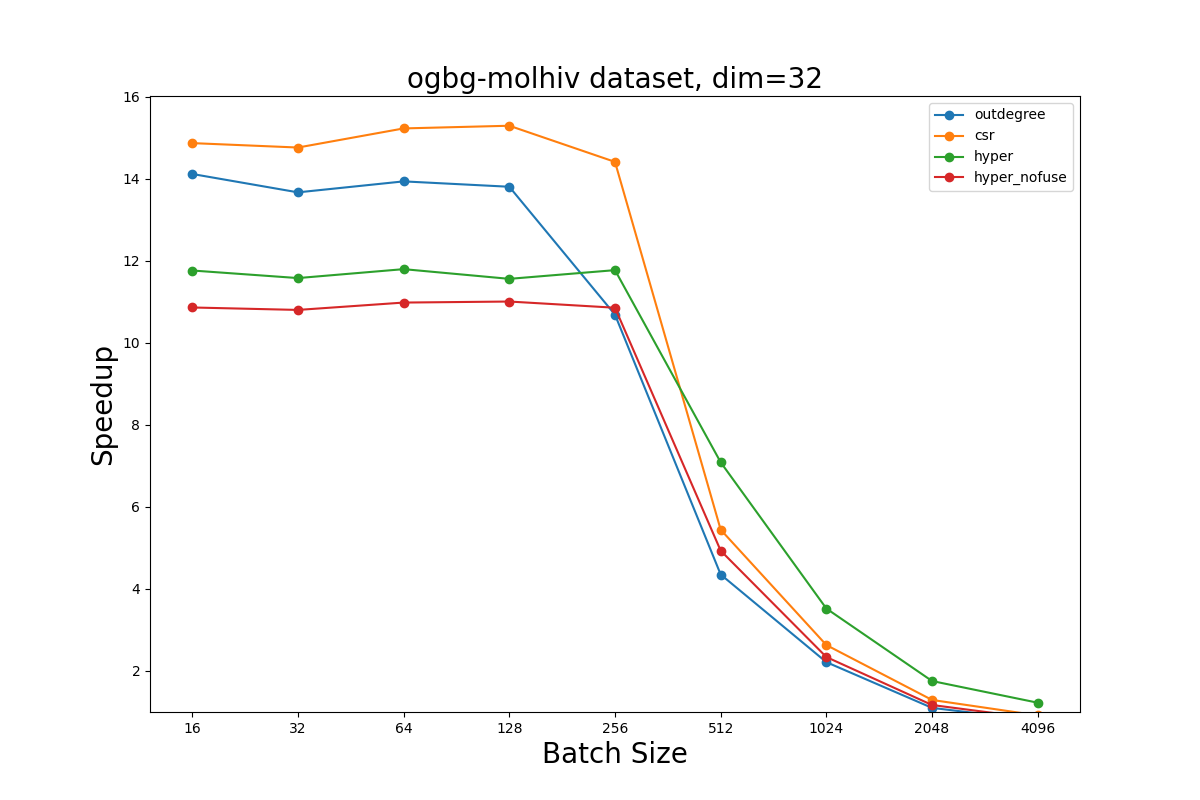 ogbg-molhiv dataset, dim=32
outdegree
csr
hyper
hyper_nofuse
Speedup
16
14
12
10
8
6
4
2
16 32 64 128 256 512 1024 2048 4096
Batch Size